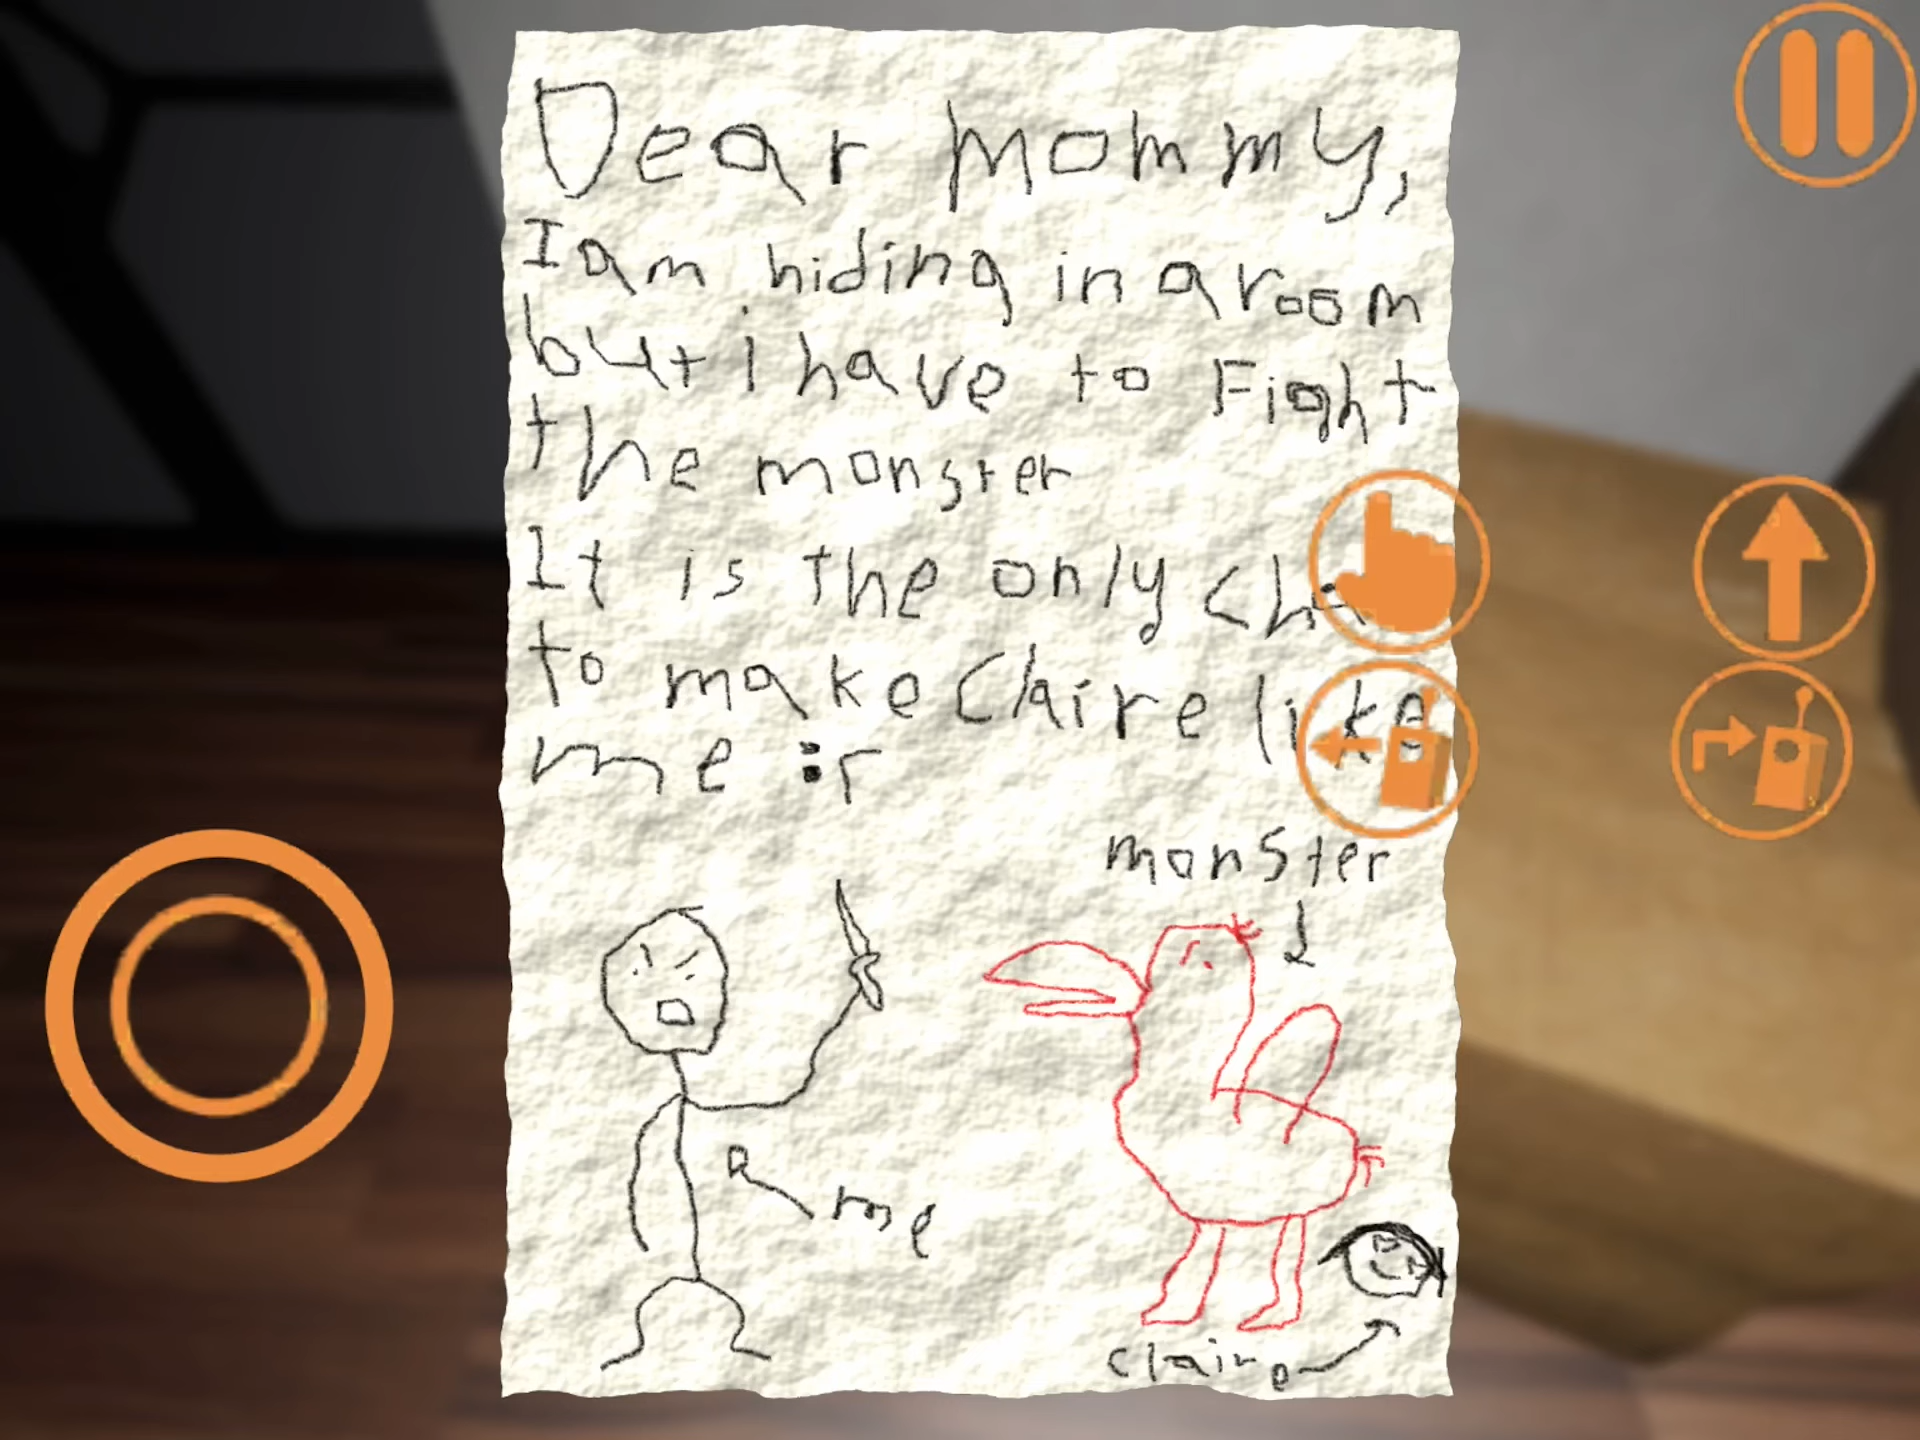 Dear Mommy,
I am hiding in a room
but i have to Fight
the monster
It is the only
to make Claire like
me :r
monster
me
claire